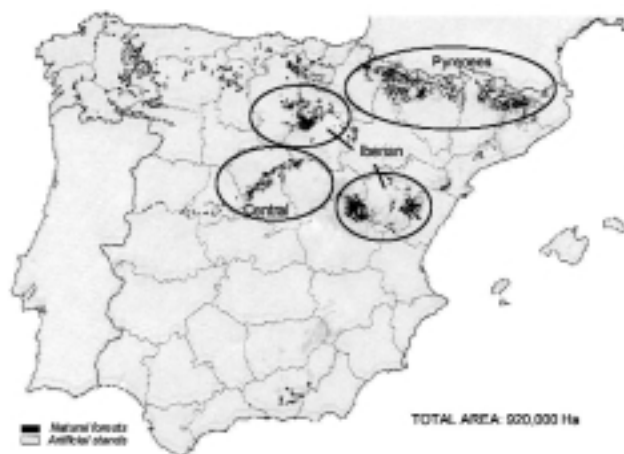 Pyrenees
Iberian
Central
Natural forests
Artificial stands
TOTAL AREA: 920,000 Ha